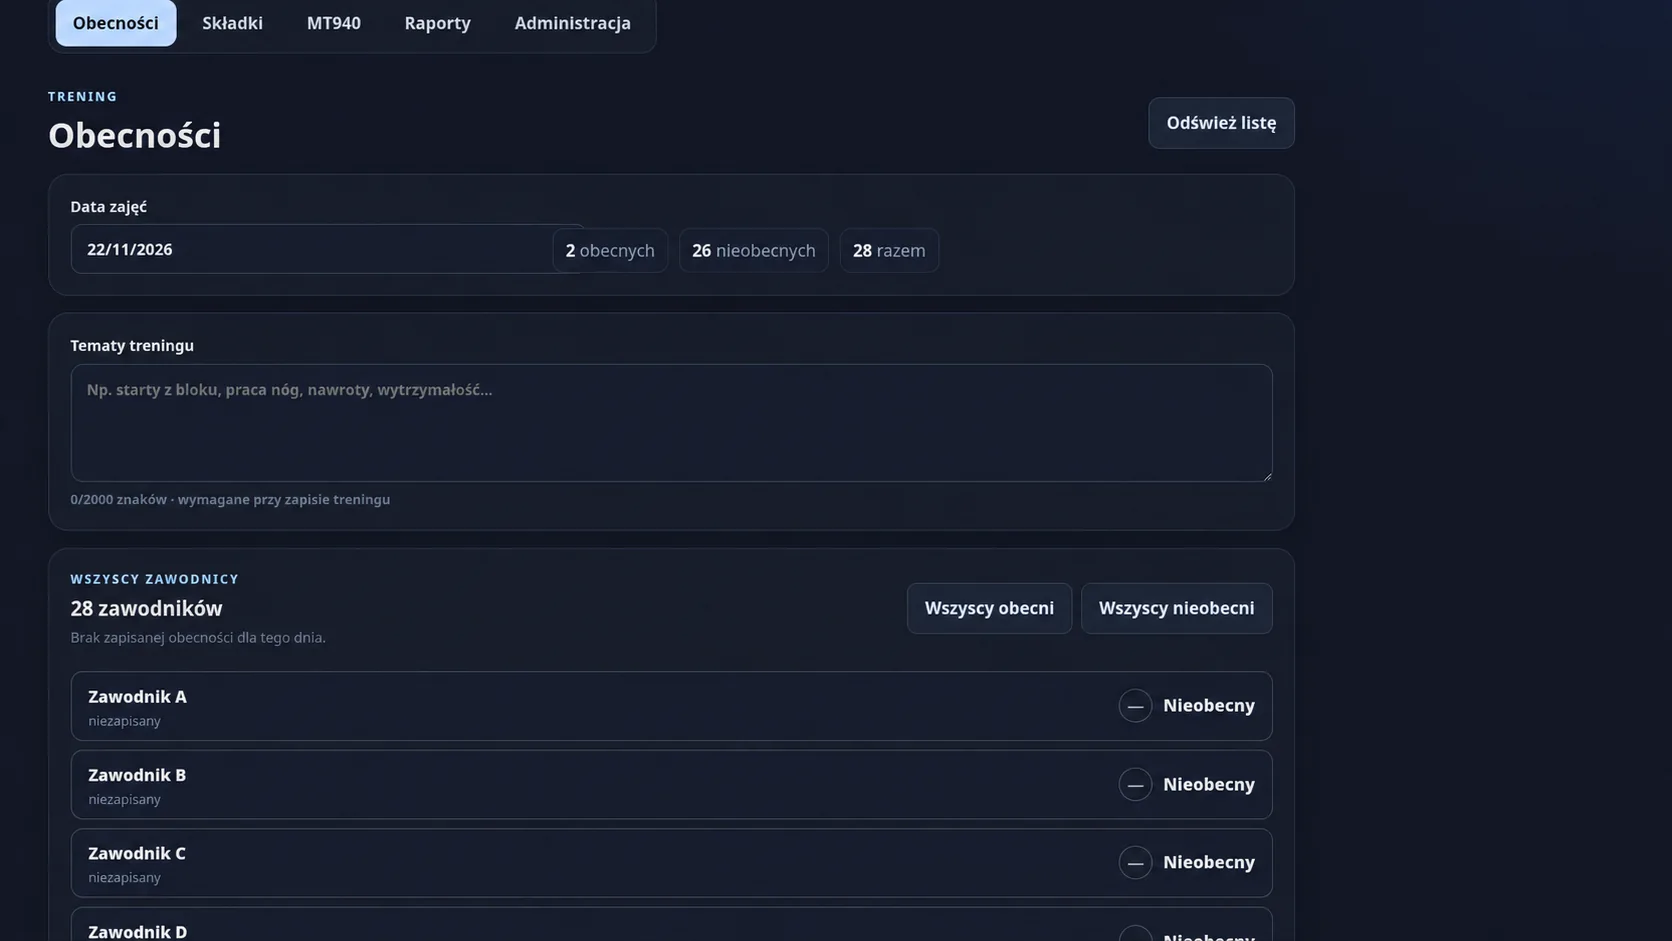 Obecności Składki MT940 Raporty Administracja
TRENING
Obecności
Odśwież listę
Data zajęć
22/11/2026
2 obecnych 26 nieobecnych 28 razem
Tematy treningu
Np. starty z bloku, praca nóg, nawroty, wytrzymałość...
0/2000 znaków · wymagane przy zapisie treningu
WSZYSCY ZAWODNICY
28 zawodników
Brak zapisanej obecności dla tego dnia.
Wszyscy obecni Wszyscy nieobecni
Zawodnik A
niezapisany
— Nieobecny
Zawodnik B
niezapisany
— Nieobecny
Zawodnik C
niezapisany
— Nieobecny
Zawodnik D
Nieobecny